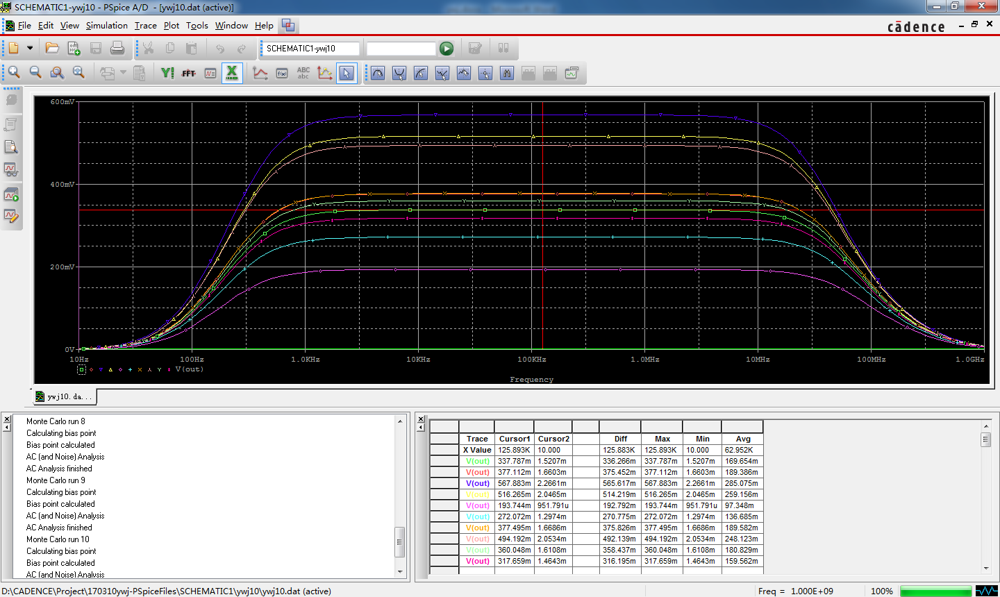 SCHEMATIC1-ywj10 - PSpice A/D - [ywj10.dat (active)]
File Edit View Simulation Trace Plot Tools Window Help
cādence
SCHEMATIC1-ywj10
Y! FFT f(x) ABC abc
600mV
400mV
200mV
0V
10Hz 100Hz 1.0KHz 10KHz 100KHz 1.0MHz 10MHz 100MHz 1.0GHz
V(out)
Frequency
ywj10.da...
Monte Carlo run 8
Calculating bias point
Bias point calculated
AC (and Noise) Analysis
AC Analysis finished
Monte Carlo run 9
Calculating bias point
Bias point calculated
AC (and Noise) Analysis
AC Analysis finished
Monte Carlo run 10
Calculating bias point
Bias point calculated
AC (and Noise) Analysis
Trace Cursor1 Cursor2 Diff Max Min Avg
X Value 125.893K 10.000 125.883K 125.893K 10.000 62.952K
V(out) 337.787m 1.5207m 336.266m 337.787m 1.5207m 169.654m
V(out) 377.112m 1.6603m 375.452m 377.112m 1.6603m 189.386m
V(out) 567.883m 2.2661m 565.617m 567.883m 2.2661m 285.075m
V(out) 516.265m 2.0465m 514.219m 516.265m 2.0465m 259.156m
V(out) 193.744m 951.791u 192.792m 193.744m 951.791u 97.348m
V(out) 272.072m 1.2974m 270.775m 272.072m 1.2974m 136.685m
V(out) 377.495m 1.6686m 375.826m 377.495m 1.6686m 189.582m
V(out) 494.192m 2.0534m 492.139m 494.192m 2.0534m 248.123m
V(out) 360.048m 1.6108m 358.437m 360.048m 1.6108m 180.829m
V(out) 317.659m 1.4643m 316.195m 317.659m 1.4643m 159.562m
D:\CADENCE\Project\170310ywj-PSpiceFiles\SCHEMATIC1\ywj10\ywj10.dat (active)
Freq = 1.000E+09 100%